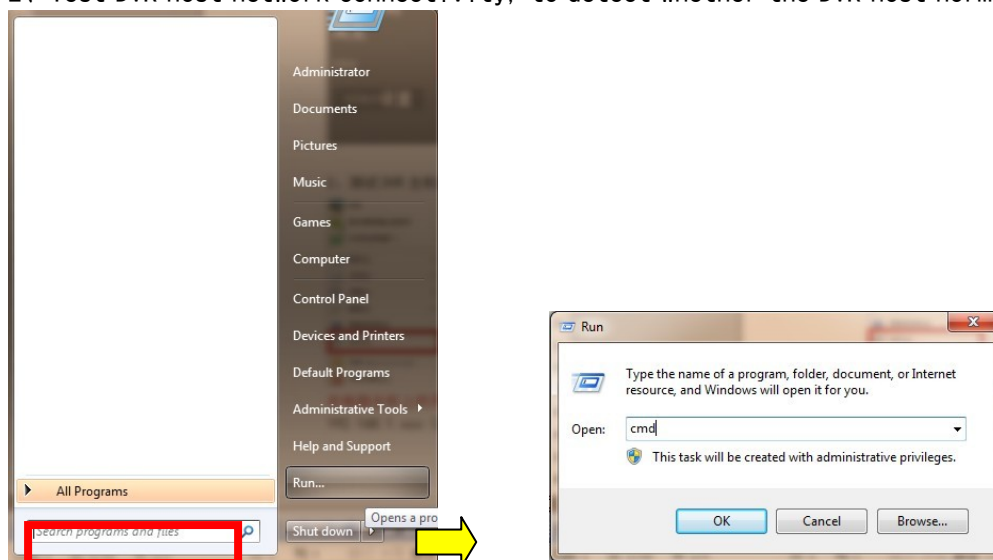 Administrator
Documents
Pictures
Music
Games
Computer
Control Panel
Devices and Printers
Default Programs
Administrative Tools
Help and Support
Run...
All Programs
Search programs and files
Shut down
Opens a pro
Run
Type the name of a program, folder, document, or Internet
resource, and Windows will open it for you.
Open:
cmd
This task will be created with administrative privileges.
OK
Cancel
Browse...